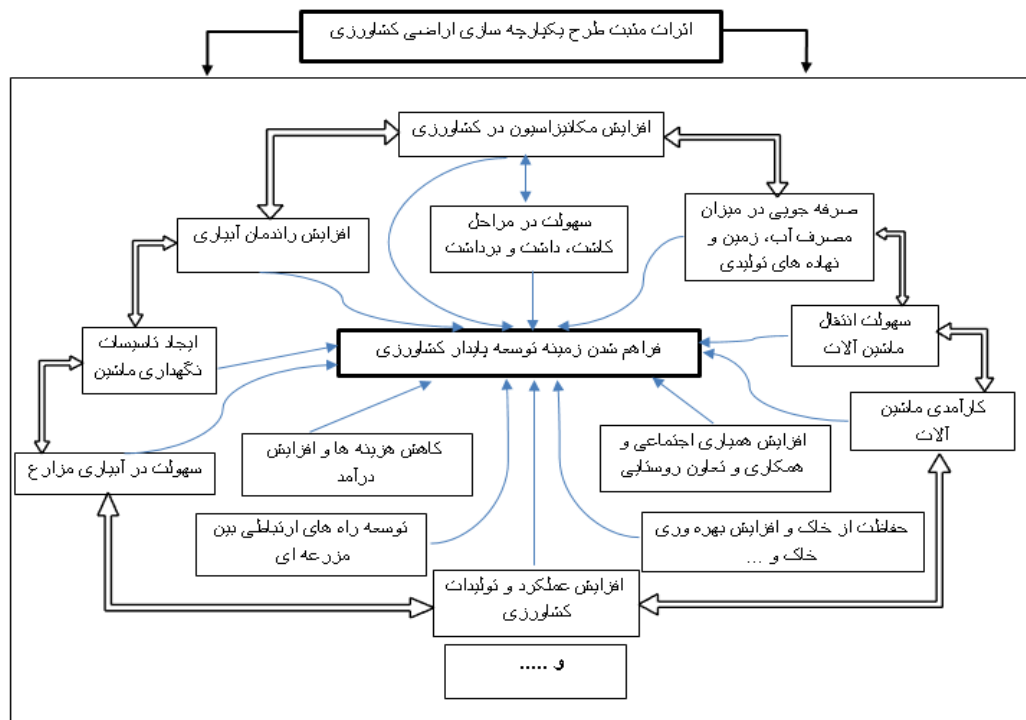 اثرات مثبت طرح یکپارچه سازی اراضی کشاورزی
افزایش مکانیزاسیون در کشاورزی
صرفه جویی در میزان
مصرف آب، زمین و
نهاده های تولیدی
سهولت در مراحل
کاشت، داشت و برداشت
افزایش راندمان آبیاری
سهولت انتقال
ماشین آلات
فراهم شدن زمینه توسعه پایدار کشاورزی
ایجاد تاسیسات
نگهداری ماشین
کارآمدی ماشین
آلات
افزایش همیاری اجتماعی و
همکاری و تعاون روستایی
کاهش هزینه ها و افزایش
درآمد
سهولت در آبیاری مزارع
حفاظت از خاک و افزایش بهره وری
خاک و ...
توسعه راه های ارتباطی بین
مزرعه ای
افزایش عملکرد و تولیدات
کشاورزی
و .....